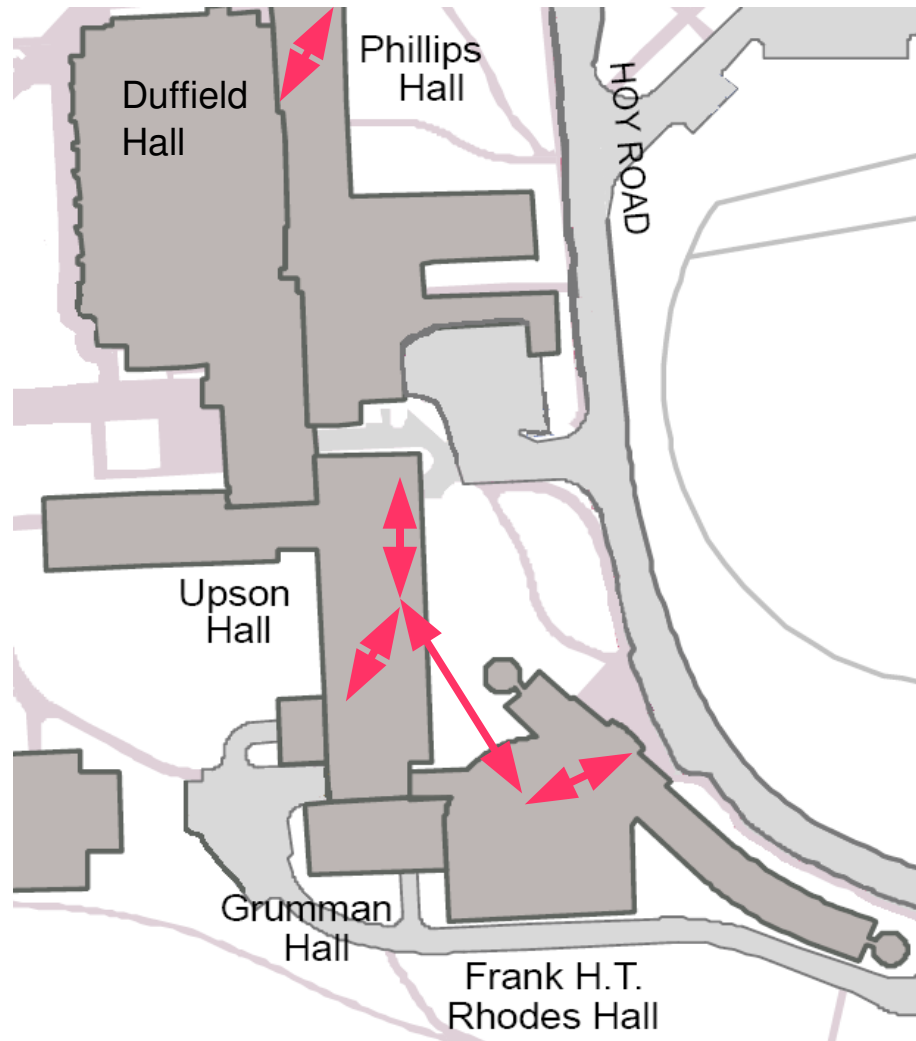 Phillips
Hall
Duffield
Hall
HOY ROAD
Upson
Hall
Grumman
Hall
Frank H.T.
Rhodes Hall